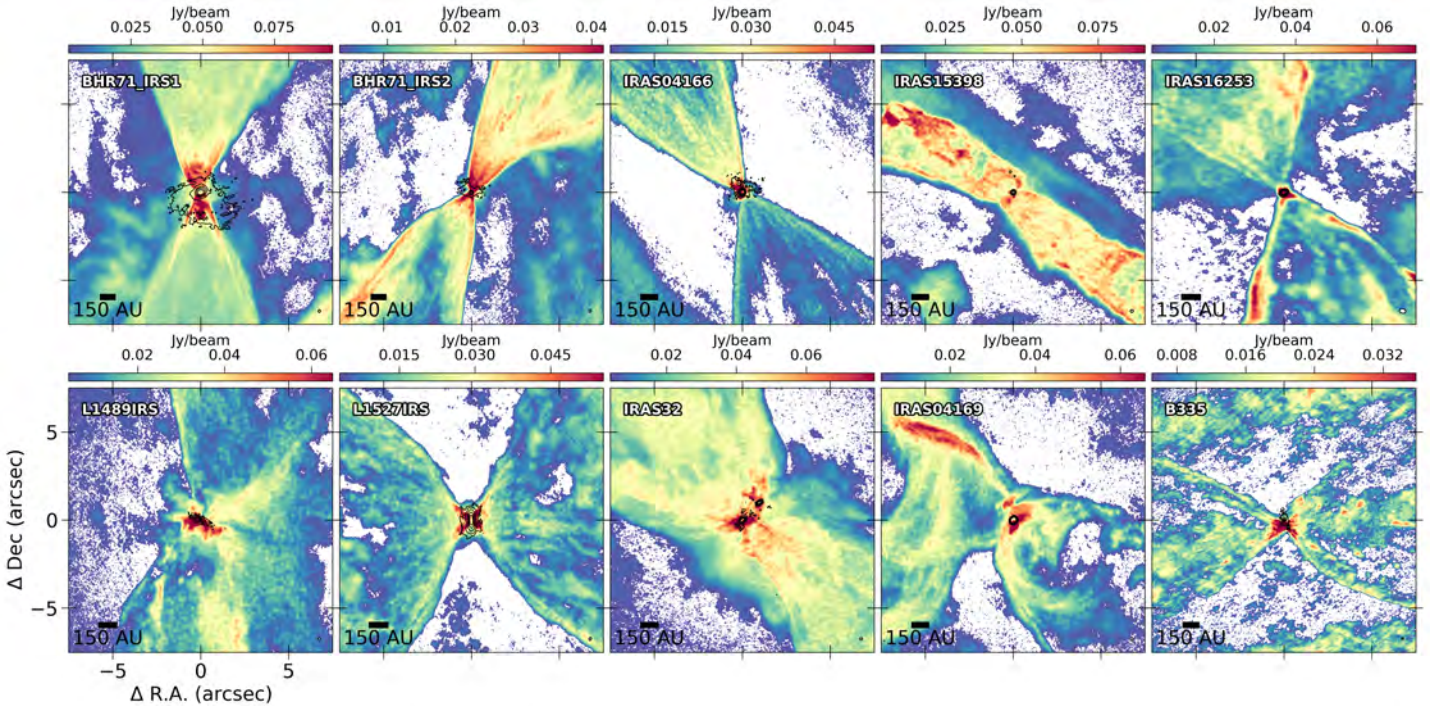 Jy/beam Jy/beam Jy/beam Jy/beam Jy/beam
0.025 0.050 0.075 0.01 0.02 0.03 0.04 0.015 0.030 0.045 0.025 0.050 0.075 0.02 0.04 0.06
BHR71_IRS1 BHR71_IRS2 IRAS04166 IRAS15398 IRAS16253
150 AU 150 AU 150 AU 150 AU 150 AU
Jy/beam Jy/beam Jy/beam Jy/beam Jy/beam
0.02 0.04 0.06 0.015 0.030 0.045 0.02 0.04 0.06 0.02 0.04 0.06 0.008 0.016 0.024 0.032
L1489IRS L1527IRS IRAS32 IRAS04169 B335
5
0
−5
Δ Dec (arcsec)
150 AU 150 AU 150 AU 150 AU 150 AU
−5 0 5
Δ R.A. (arcsec)